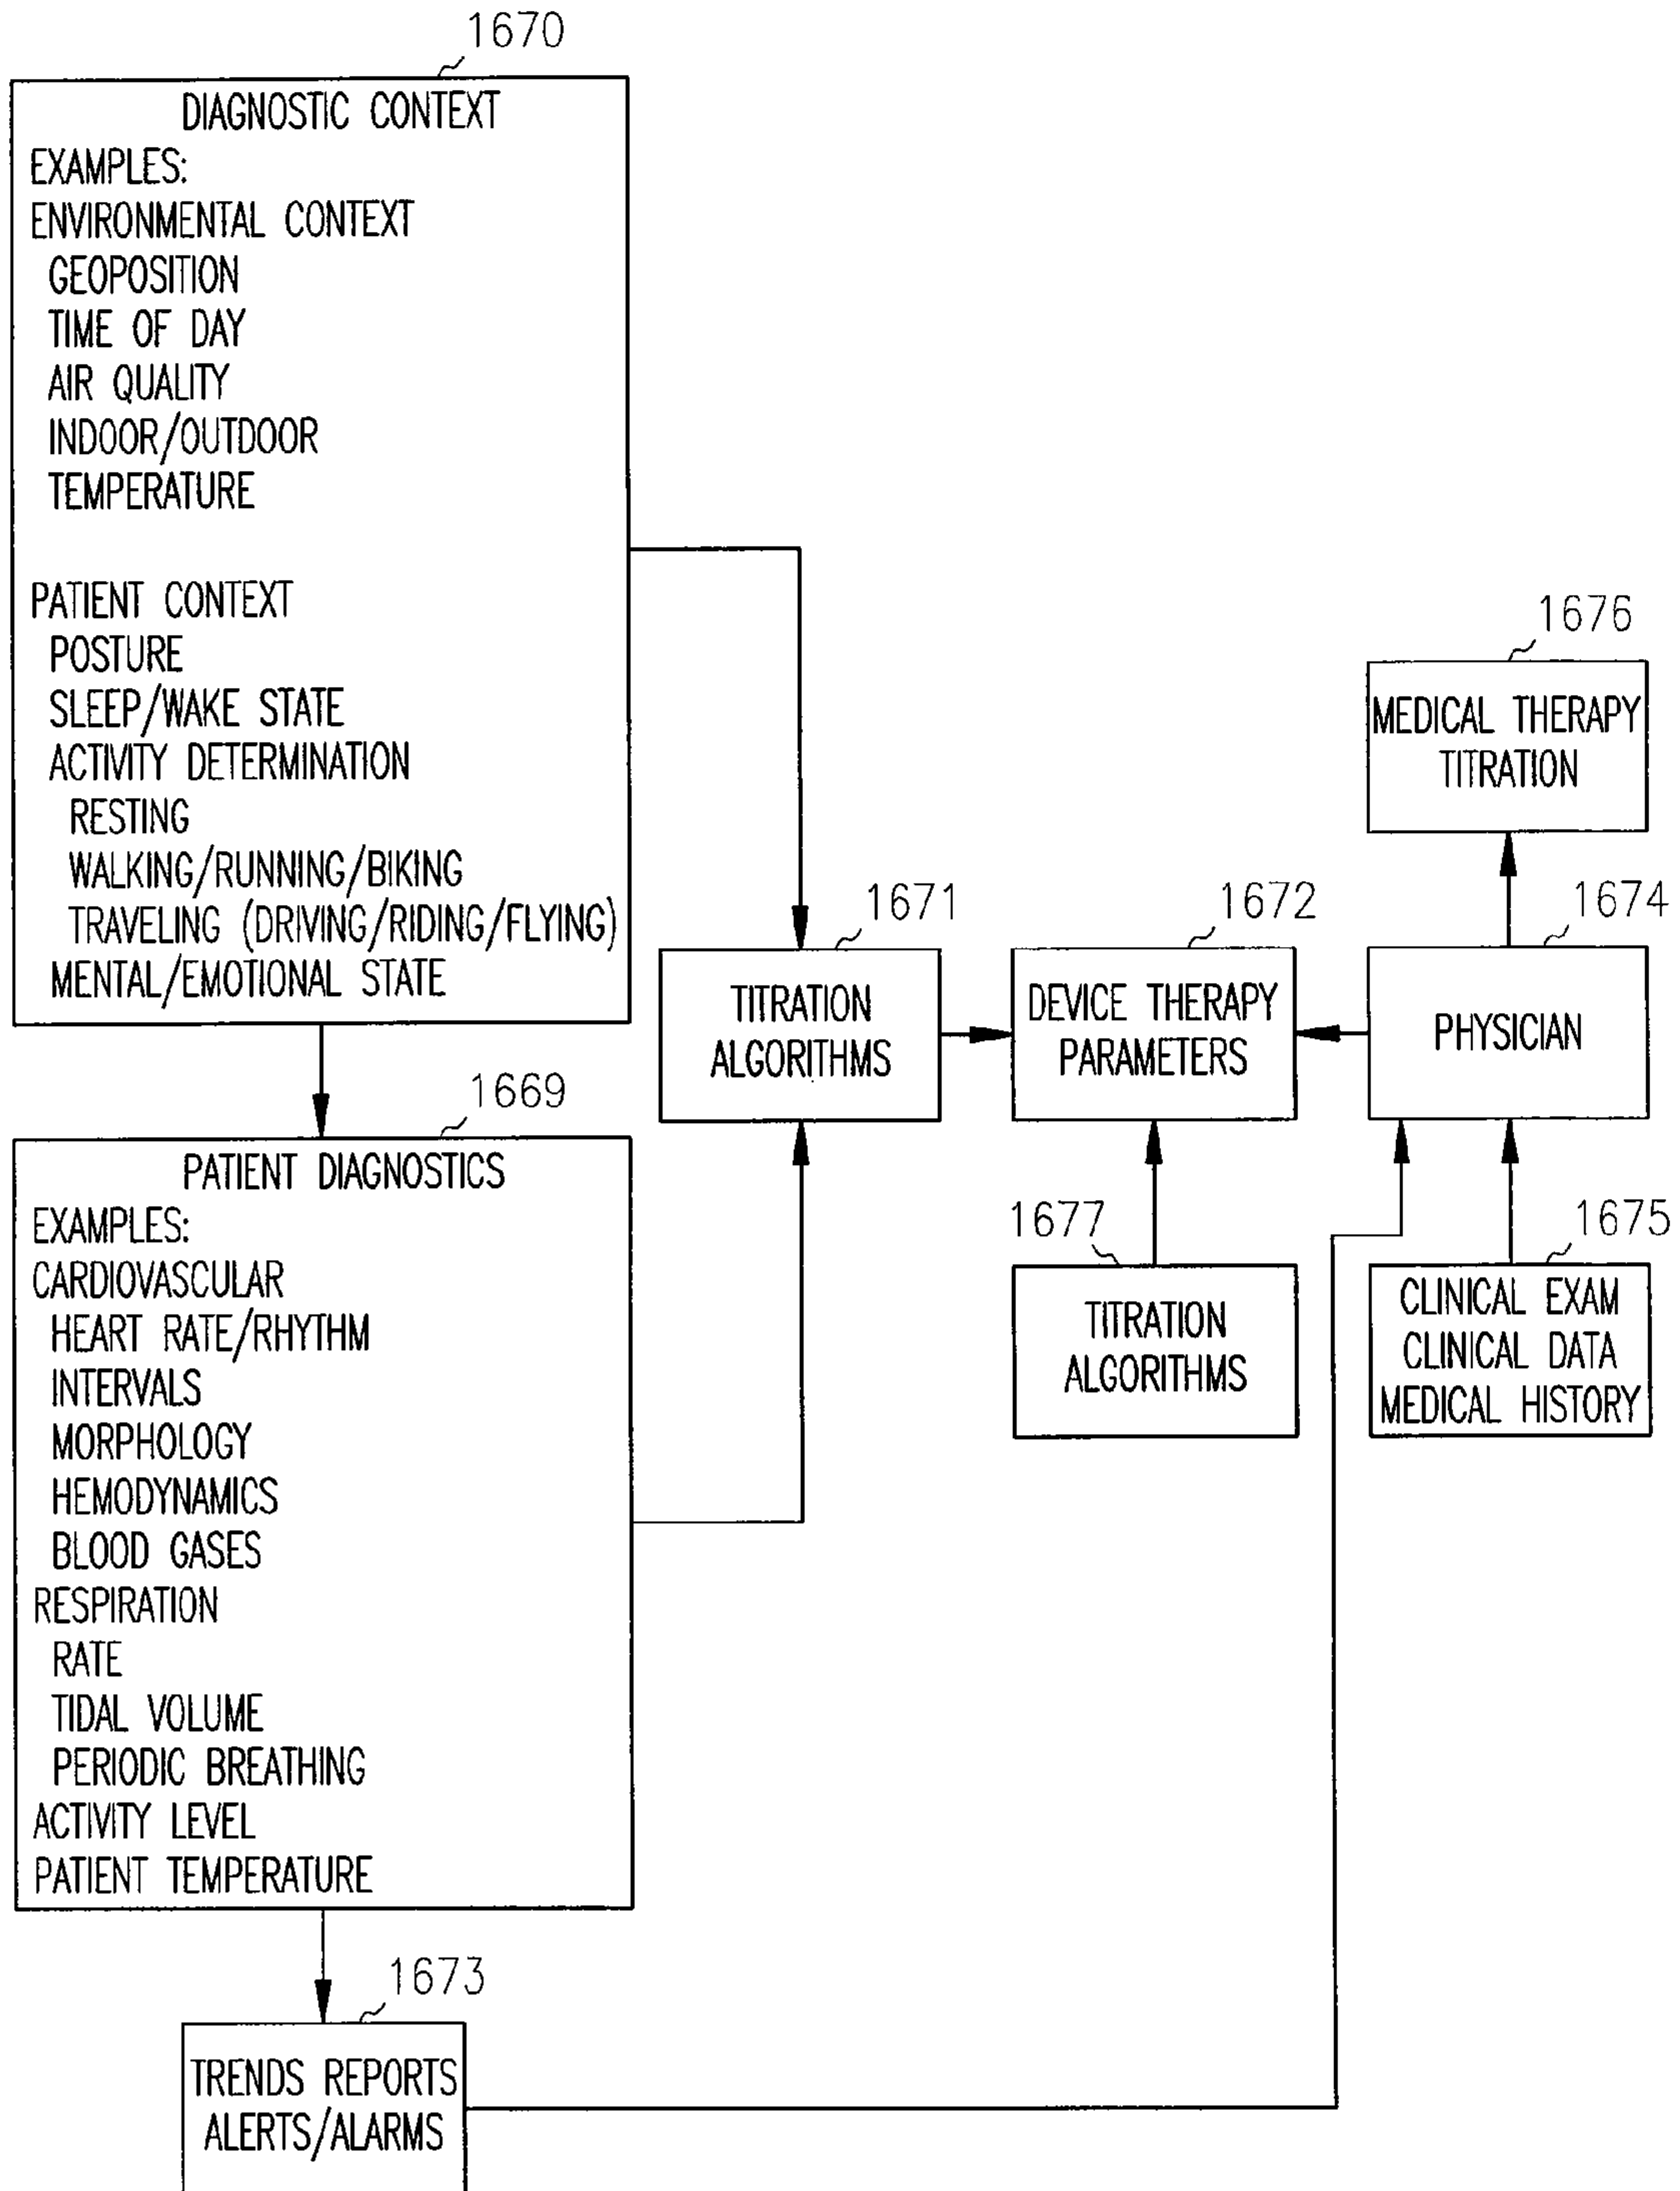 1670
DIAGNOSTIC CONTEXT
EXAMPLES:
ENVIRONMENTAL CONTEXT
GEOPOSITION
TIME OF DAY
AIR QUALITY
INDOOR/OUTDOOR
TEMPERATURE
PATIENT CONTEXT
POSTURE
SLEEP/WAKE STATE
ACTIVITY DETERMINATION
RESTING
WALKING/RUNNING/BIKING
TRAVELING (DRIVING/RIDING/FLYING)
MENTAL/EMOTIONAL STATE
1669
PATIENT DIAGNOSTICS
EXAMPLES:
CARDIOVASCULAR
HEART RATE/RHYTHM
INTERVALS
MORPHOLOGY
HEMODYNAMICS
BLOOD GASES
RESPIRATION
RATE
TIDAL VOLUME
PERIODIC BREATHING
ACTIVITY LEVEL
PATIENT TEMPERATURE
1673
TRENDS REPORTS
ALERTS/ALARMS
1671
TITRATION
ALGORITHMS
1672
DEVICE THERAPY
PARAMETERS
1677
TITRATION
ALGORITHMS
1676
MEDICAL THERAPY
TITRATION
1674
PHYSICIAN
1675
CLINICAL EXAM
CLINICAL DATA
MEDICAL HISTORY